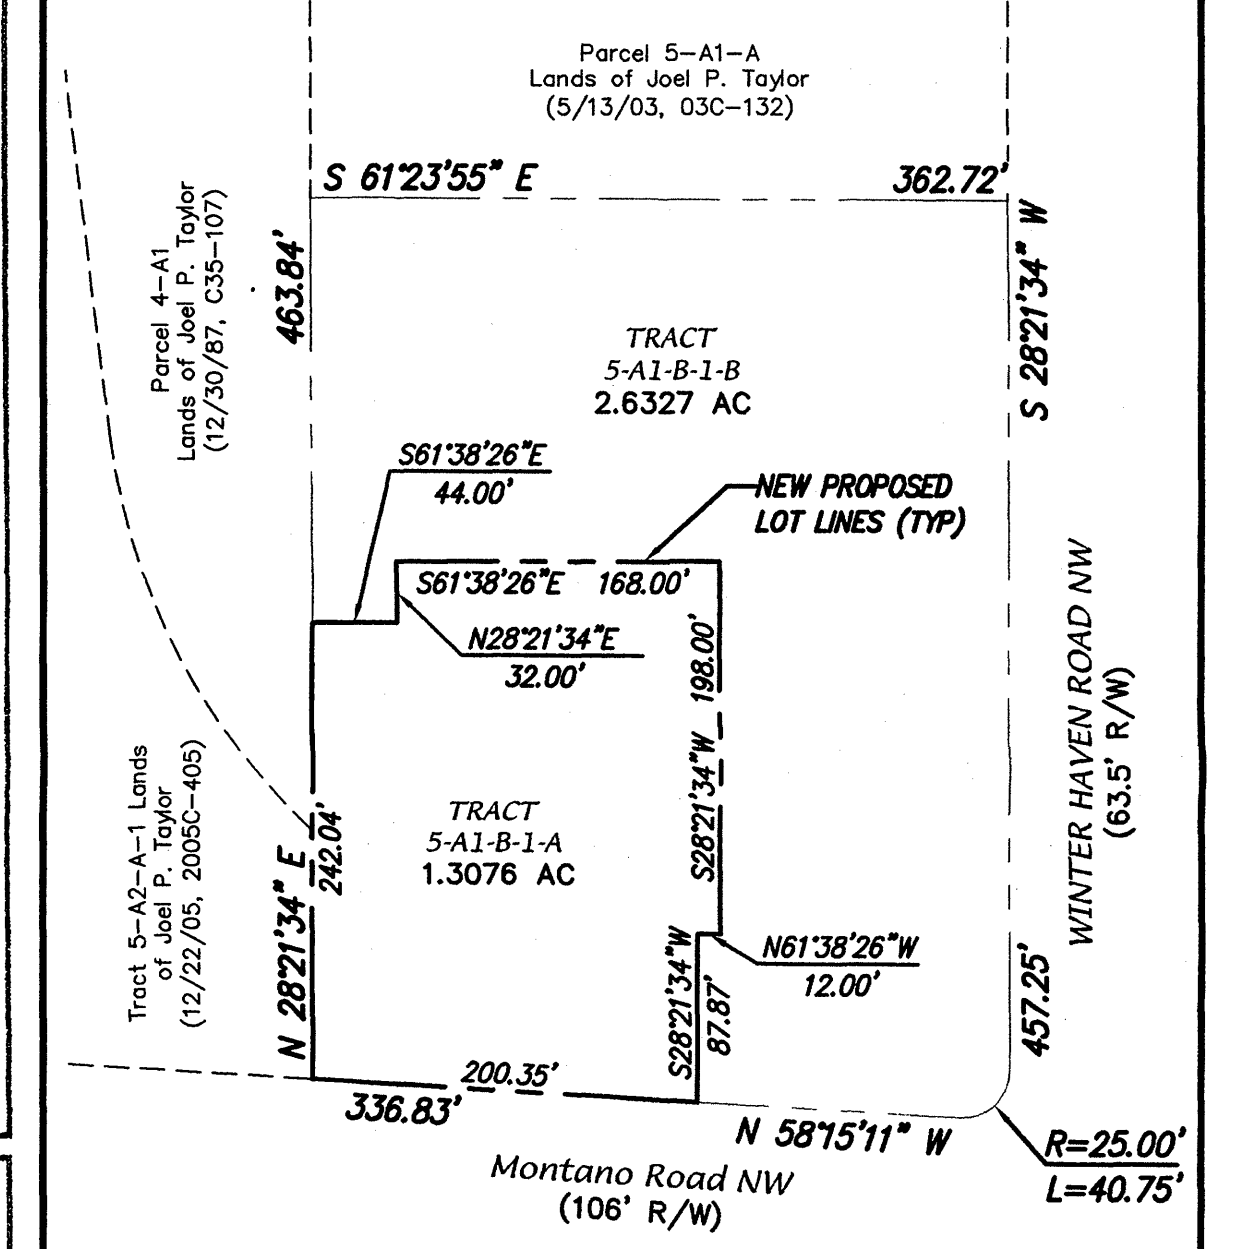 Parcel 5-A1-A
Lands of Joel P. Taylor
(5/13/03, 03C-132)
S 61°23'55" E
362.72'
Parcel 4-A1
Lands of Joel P. Taylor
(12/30/87, C35-107)
463.84'
S 28°21'34" W
TRACT
5-A1-B-1-B
2.6327 AC
S61°38'26"E
44.00'
NEW PROPOSED
LOT LINES (TYP)
S61°38'26"E 168.00'
N28°21'34"E
32.00'
S28°21'34"W 198.00'
WINTER HAVEN ROAD NW
(63.5' R/W)
Tract 5-A2-A-1 Lands
of Joel P. Taylor
(12/22/05, 2005C-405)
N 28°21'34" E
242.04'
TRACT
5-A1-B-1-A
1.3076 AC
N61°38'26"W
12.00'
S28°21'34"W
87.87'
457.25'
200.35'
336.83'
N 58°15'11" W
R=25.00'
L=40.75'
Montano Road NW
(106' R/W)